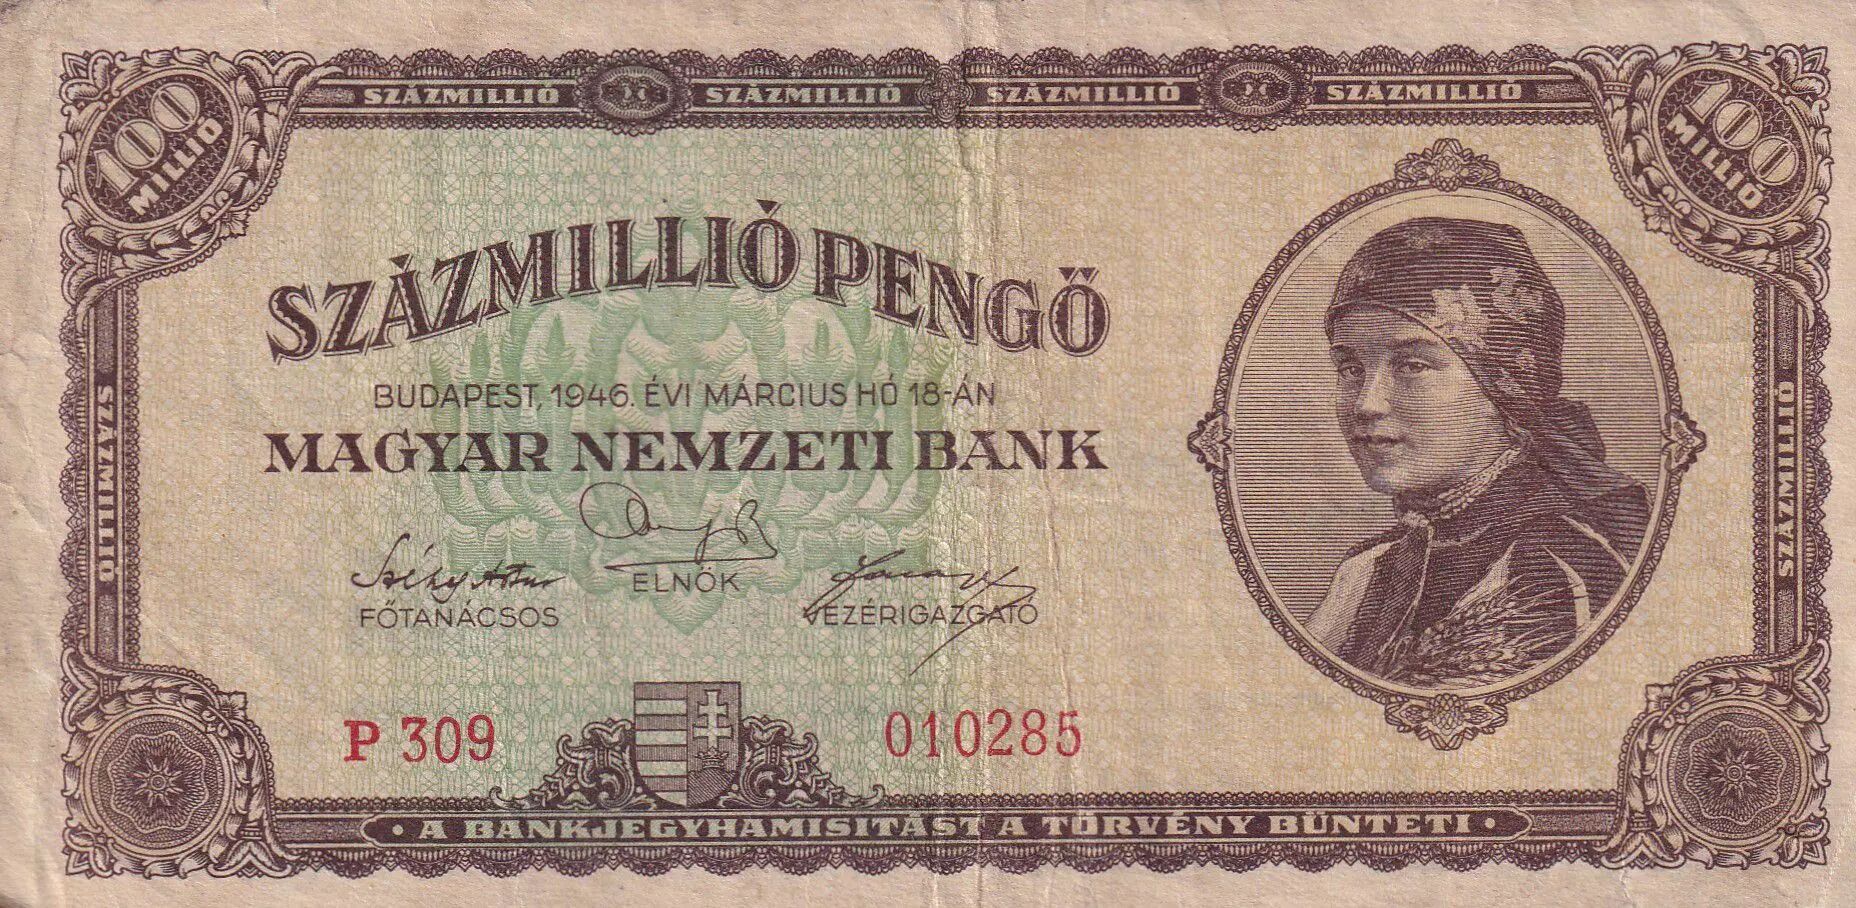 SZÁZMILLIÓ SZÁZMILLIÓ SZÁZMILLIÓ SZÁZMILLIÓ
100 MILLIÓ
100 MILLIÓ
SZÁZMILLIÓ PENGŐ
BUDAPEST, 1946. ÉVI MÁRCIUS HÓ 18-ÁN
MAGYAR NEMZETI BANK
ELNÖK
FŐTANÁCSOS
VEZÉRIGAZGATÓ
SZÁZMILLIÓ
SZÁZMILLIÓ
P 309
010285
• A BANKJEGYHAMISITÁST A TÖRVÉNY BÜNTETI •